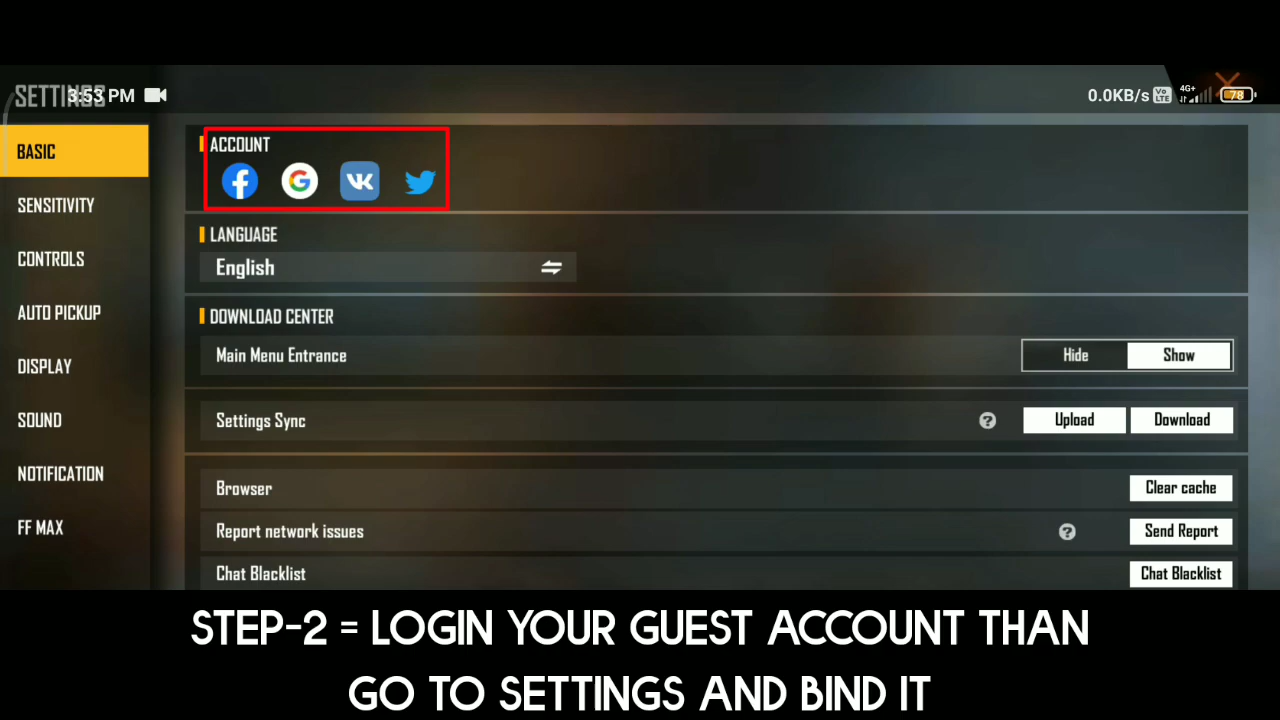 SETTINGS
3:53 PM
0.0KB/s Vo LTE 4G+ 78
BASIC
SENSITIVITY
CONTROLS
AUTO PICKUP
DISPLAY
SOUND
NOTIFICATION
FF MAX
ACCOUNT
f G VK
LANGUAGE
English
DOWNLOAD CENTER
Main Menu Entrance Hide Show
Settings Sync ? Upload Download
Browser Clear cache
Report network issues ? Send Report
Chat Blacklist Chat Blacklist
STEP-2 = LOGIN YOUR GUEST ACCOUNT THAN
GO TO SETTINGS AND BIND IT